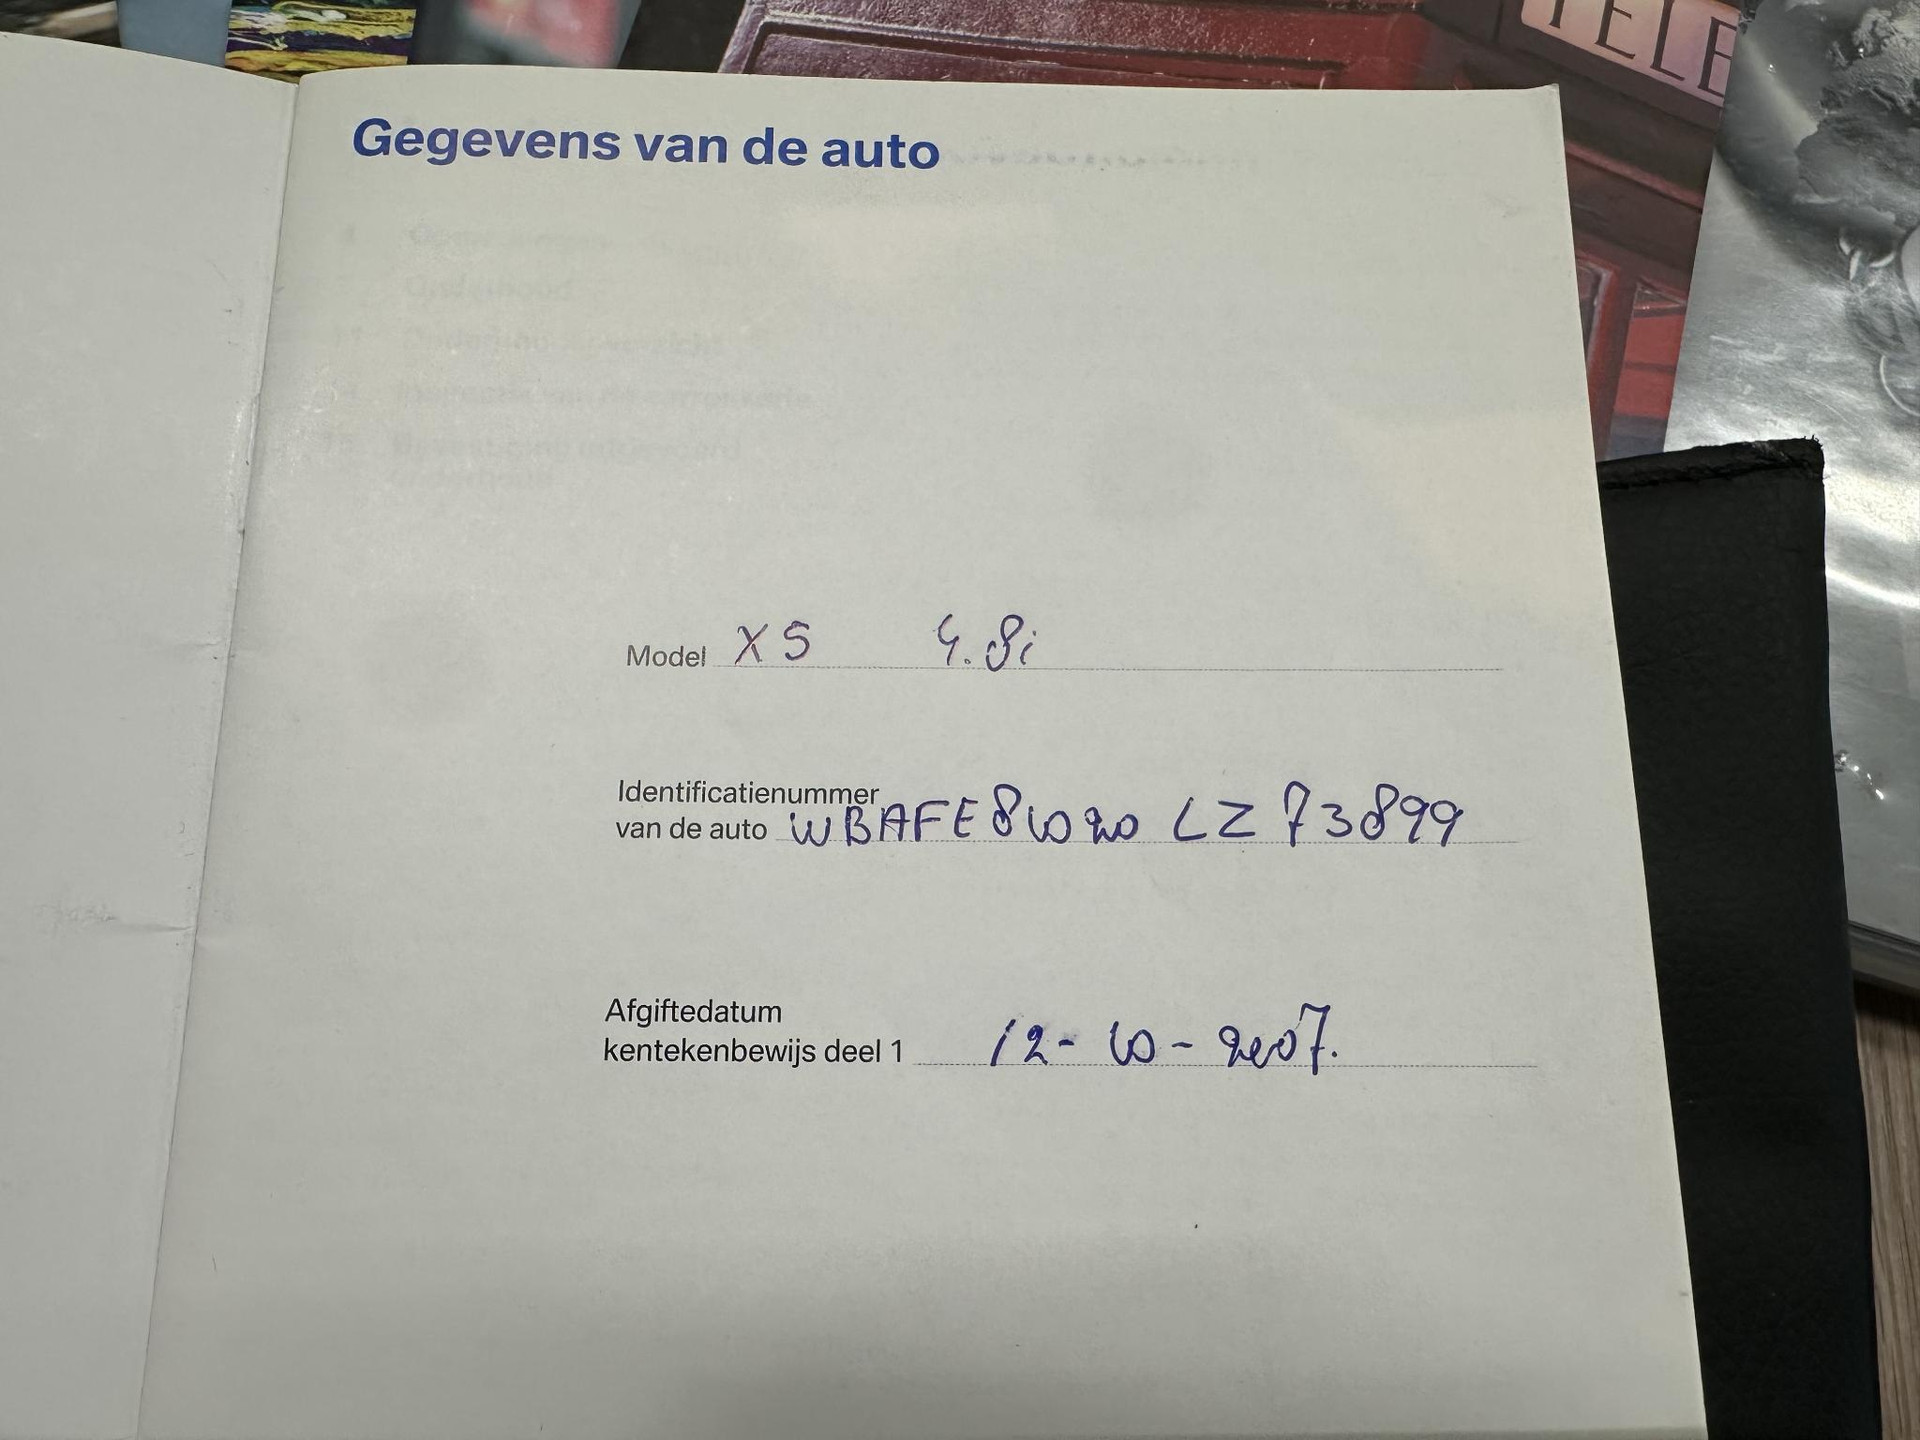 TELE
Gegevens van de auto
Model X5 4.8i
Identificatienummer
van de auto WBAFE81020LZ73899
Afgiftedatum
kentekenbewijs deel 1 12-10-2007.